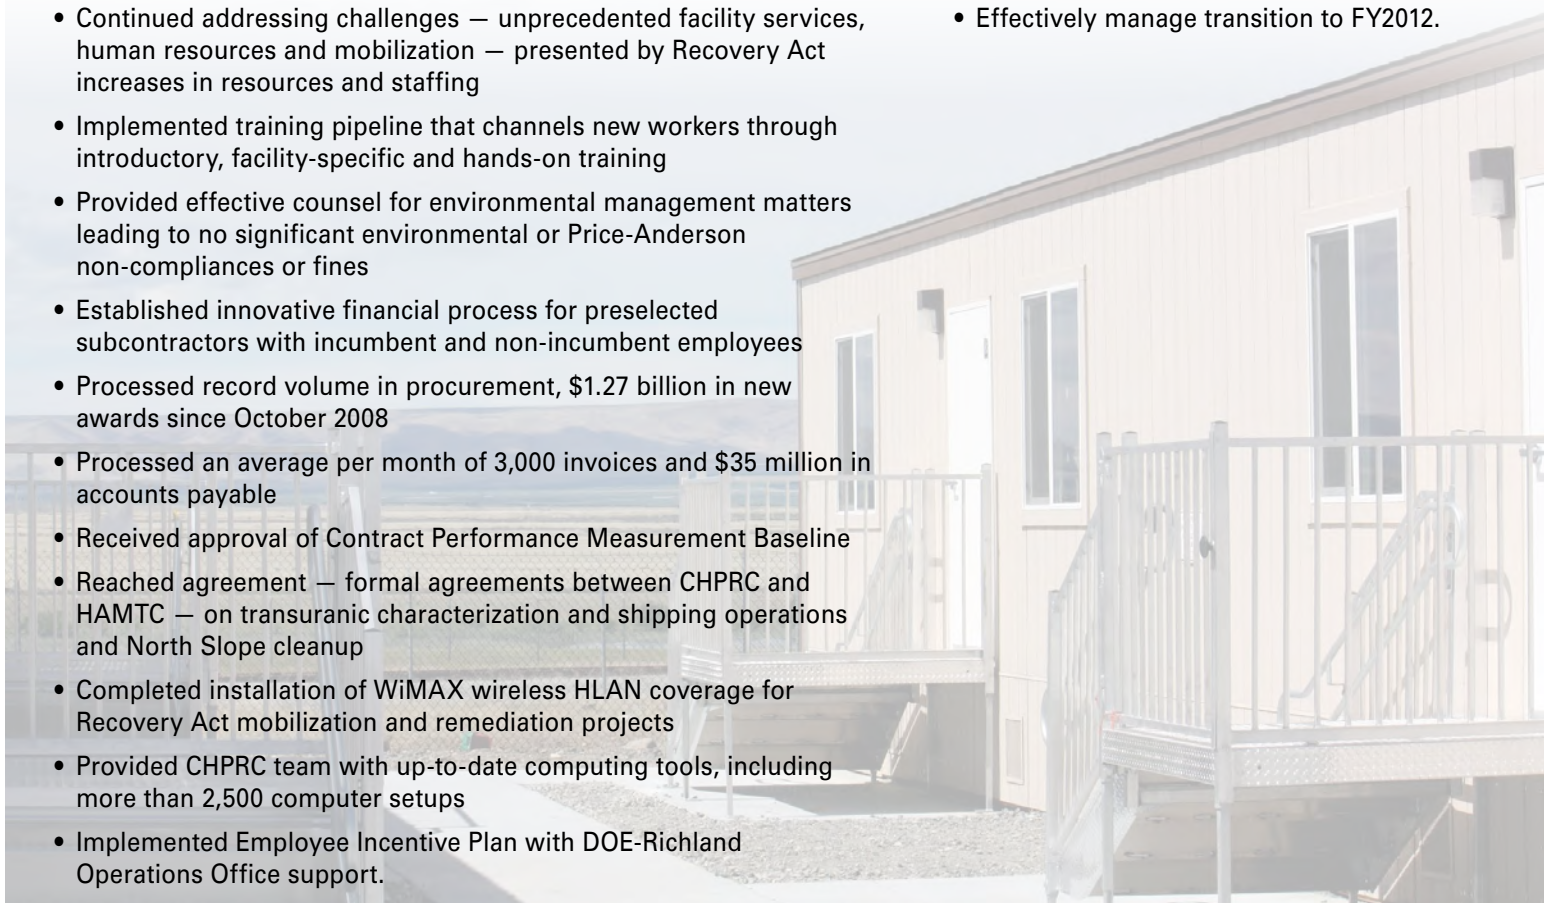 • Continued addressing challenges — unprecedented facility services,
human resources and mobilization — presented by Recovery Act
increases in resources and staffing
• Implemented training pipeline that channels new workers through
introductory, facility-specific and hands-on training
• Provided effective counsel for environmental management matters
leading to no significant environmental or Price-Anderson
non-compliances or fines
• Established innovative financial process for preselected
subcontractors with incumbent and non-incumbent employees
• Processed record volume in procurement, $1.27 billion in new
awards since October 2008
• Processed an average per month of 3,000 invoices and $35 million in
accounts payable
• Received approval of Contract Performance Measurement Baseline
• Reached agreement — formal agreements between CHPRC and
HAMTC — on transuranic characterization and shipping operations
and North Slope cleanup
• Completed installation of WiMAX wireless HLAN coverage for
Recovery Act mobilization and remediation projects
• Provided CHPRC team with up-to-date computing tools, including
more than 2,500 computer setups
• Implemented Employee Incentive Plan with DOE-Richland
Operations Office support.
• Effectively manage transition to FY2012.